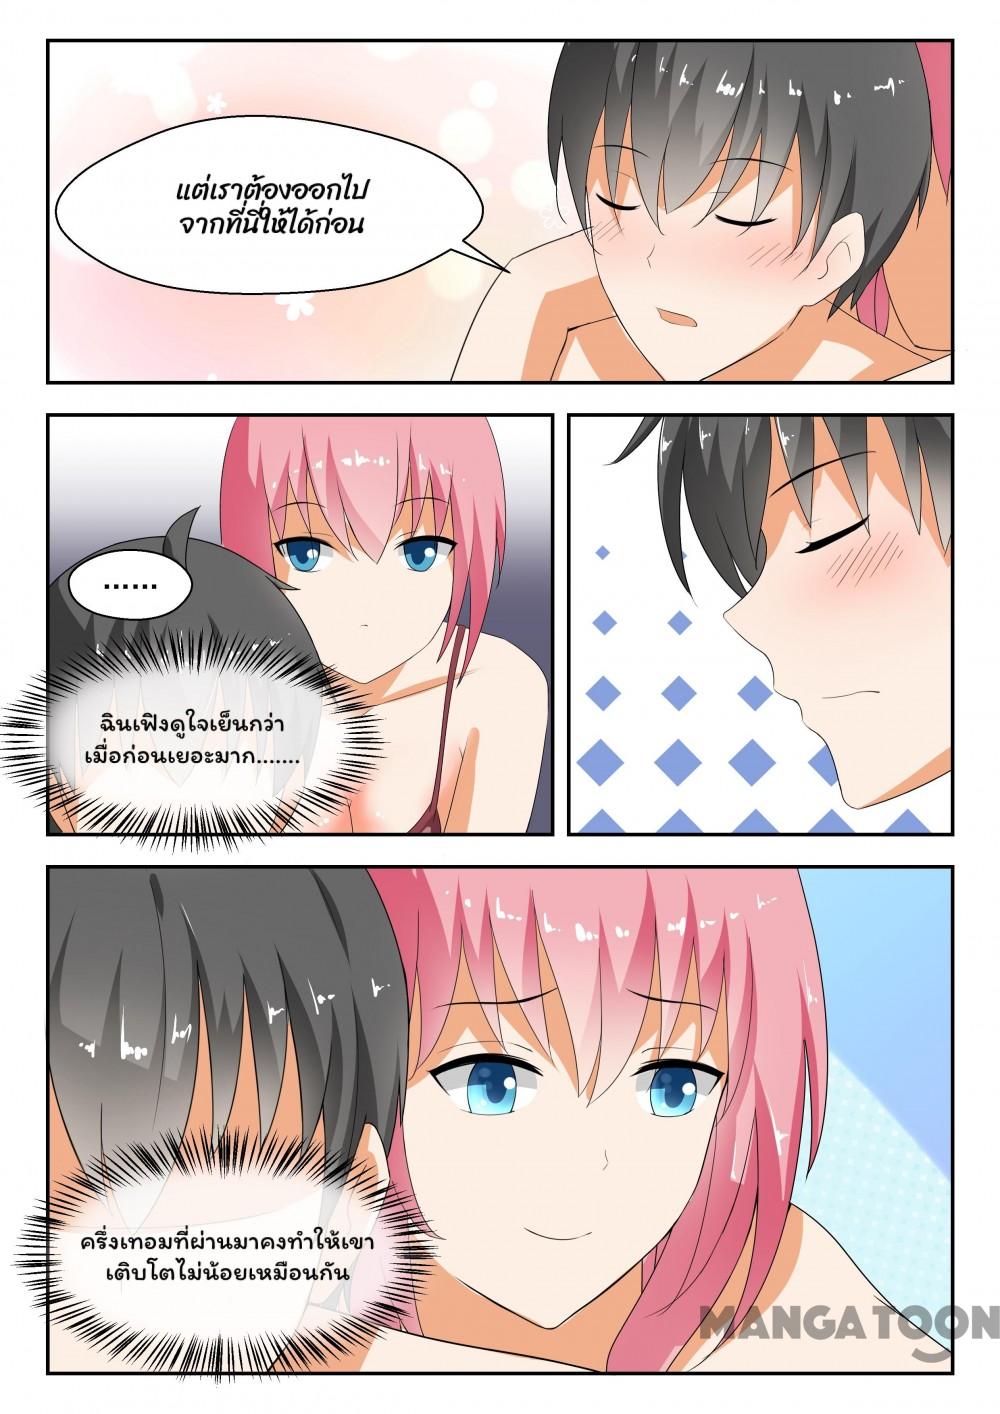 แต่เราต้องออกไป
จากที่นี่ให้ได้ก่อน
......
ฉินเฟิงดูใจเย็นกว่า
เมื่อก่อนเยอะมาก.......
ครึ่งเทอมที่ผ่านมาคงทำให้เขา
เติบโตไม่น้อยเหมือนกัน
MANGATOON